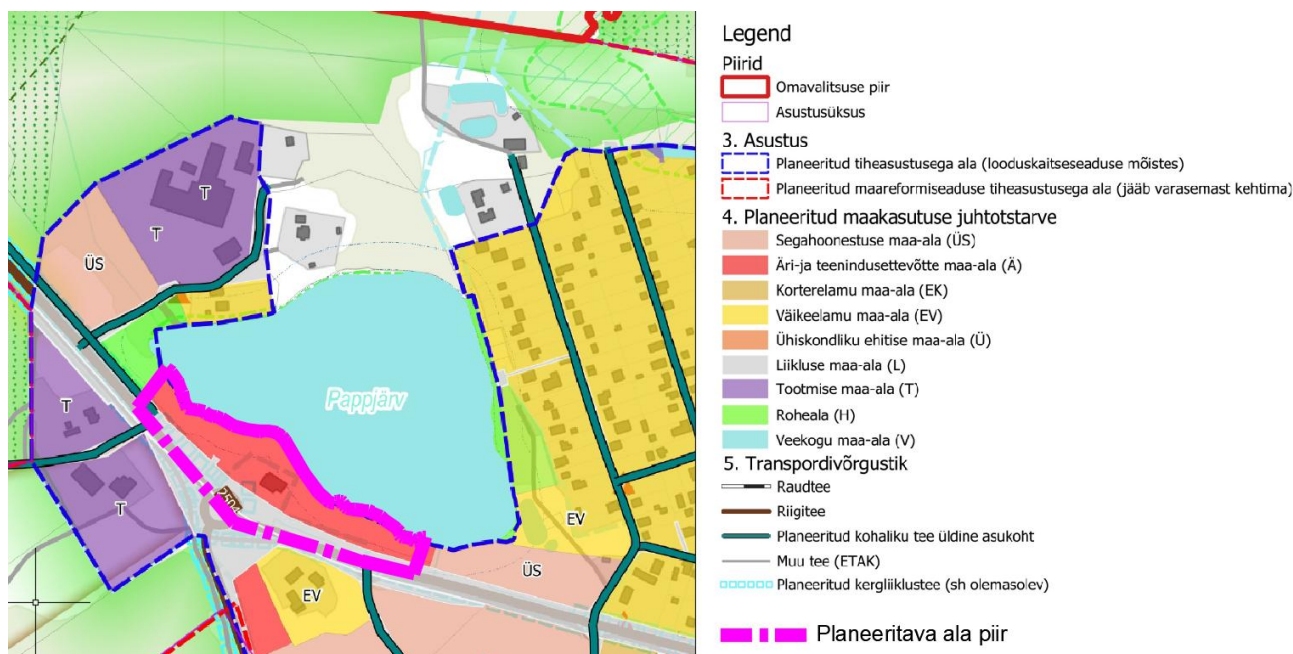 T
T
ÜS
T
T
Pappjärv
EV
EV
ÜS
Legend
Piirid
Omavalitsuse piir
Asustusüksus
3. Asustus
Planeeritud tiheasustusega ala (looduskaitseseaduse mõistes)
Planeeritud maareformiseaduse tiheasustusega ala (jääb varasemast kehtima)
4. Planeeritud maakasutuse juhtotstarve
Segahoonestuse maa-ala (ÜS)
Äri-ja teenindusettevõtte maa-ala (Ä)
Korterelamu maa-ala (EK)
Väikeelamu maa-ala (EV)
Ühiskondliku ehitise maa-ala (Ü)
Liikluse maa-ala (L)
Tootmise maa-ala (T)
Roheala (H)
Veekogu maa-ala (V)
5. Transpordivõrgustik
Raudtee
Riigitee
Planeeritud kohaliku tee üldine asukoht
Muu tee (ETAK)
Planeeritud kergliiklustee (sh olemasolev)
Planeeritava ala piir